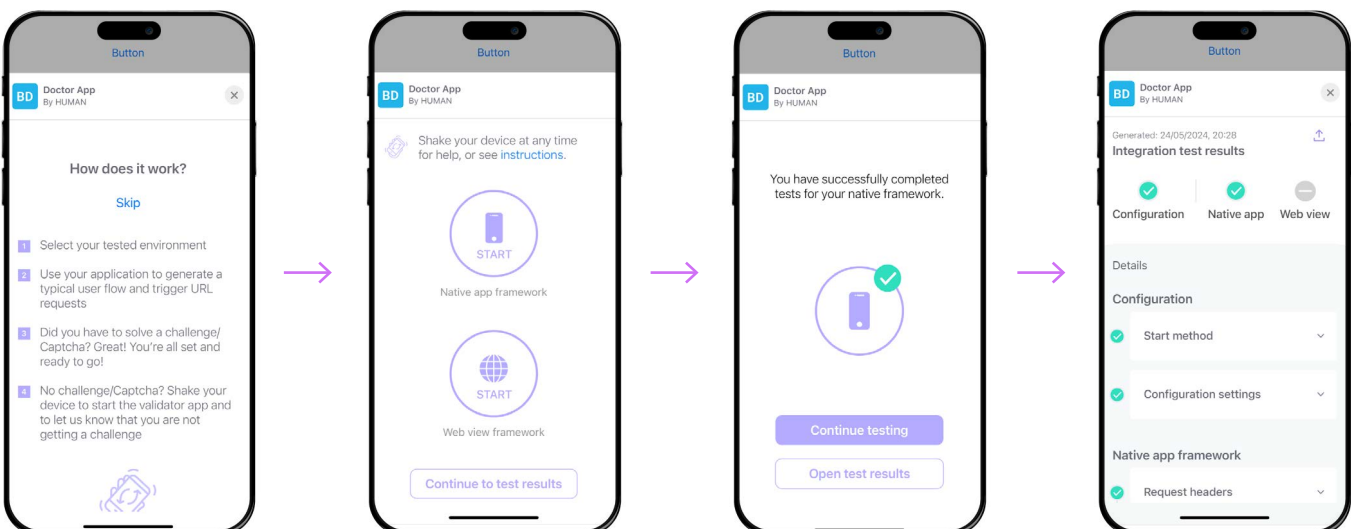 Button
BD
Doctor App
By HUMAN
How does it work?
Skip
1 Select your tested environment
2 Use your application to generate a
typical user flow and trigger URL
requests
3 Did you have to solve a challenge/
Captcha? Great! You're all set and
ready to go!
4 No challenge/Captcha? Shake your
device to start the validator app and
to let us know that you are not
getting a challenge
Button
BD
Doctor App
By HUMAN
Shake your device at any time
for help, or see instructions.
START
Native app framework
START
Web view framework
Continue to test results
Button
BD
Doctor App
By HUMAN
You have successfully completed
tests for your native framework.
Continue testing
Open test results
Button
BD
Doctor App
By HUMAN
Generated: 24/05/2024, 20:28
Integration test results
Configuration Native app Web view
Details
Configuration
Start method
Configuration settings
Native app framework
Request headers